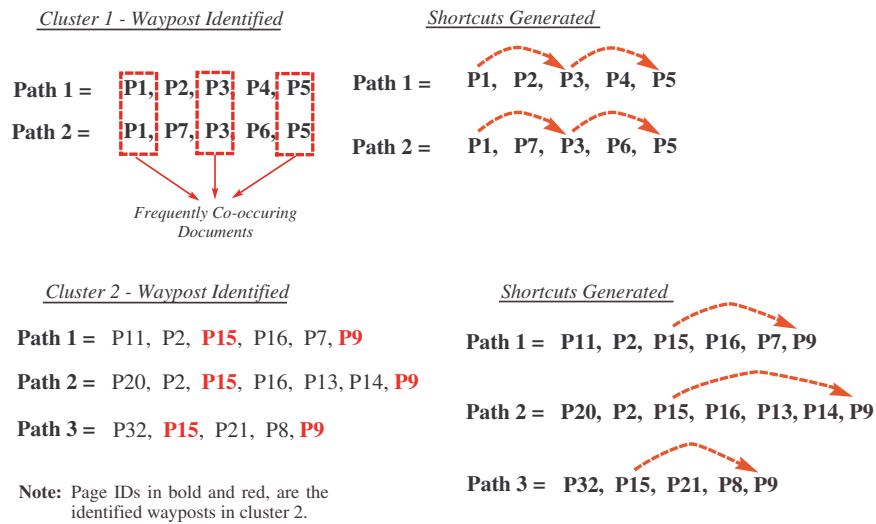 Cluster 1 - Waypost Identified
Path 1 = P1, P2, P3, P4, P5
Path 2 = P1, P7, P3, P6, P5
Frequently Co-occuring
Documents
Shortcuts Generated
Path 1 = P1, P2, P3, P4, P5
Path 2 = P1, P7, P3, P6, P5
Cluster 2 - Waypost Identified
Path 1 = P11, P2, P15, P16, P7, P9
Path 2 = P20, P2, P15, P16, P13, P14, P9
Path 3 = P32, P15, P21, P8, P9
Note: Page IDs in bold and red, are the
identified wayposts in cluster 2.
Shortcuts Generated
Path 1 = P11, P2, P15, P16, P7, P9
Path 2 = P20, P2, P15, P16, P13, P14, P9
Path 3 = P32, P15, P21, P8, P9